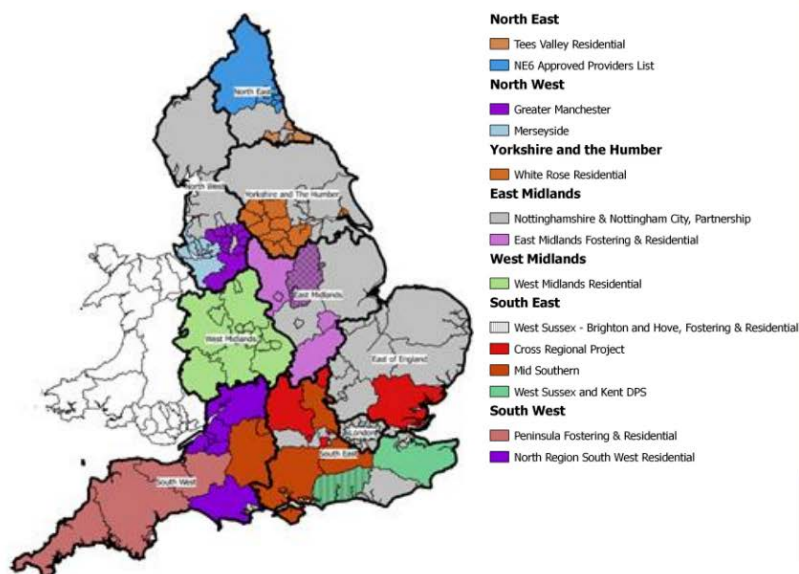 North East
Tees Valley Residential
NE6 Approved Providers List
North West
Greater Manchester
Merseyside
Yorkshire and the Humber
White Rose Residential
East Midlands
Nottinghamshire & Nottingham City, Partnership
East Midlands Fostering & Residential
West Midlands
West Midlands Residential
South East
West Sussex - Brighton and Hove, Fostering & Residential
Cross Regional Project
Mid Southern
West Sussex and Kent DPS
South West
Peninsula Fostering & Residential
North Region South West Residential
North East
North West
Yorkshire and The Humber
East Midlands
West Midlands
East of England
London
South East
South West